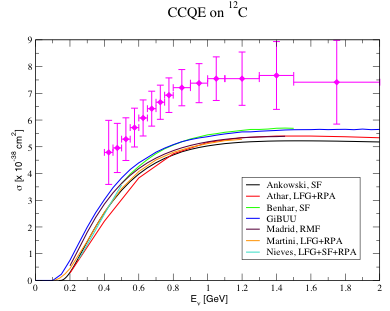 CCQE on ¹²C
9
8
7
6
5
4
3
2
1
0
σ [x 10⁻³⁸ cm²]
Ankowski, SF
Athar, LFG+RPA
Benhar, SF
GiBUU
Madrid, RMF
Martini, LFG+RPA
Nieves, LFG+SF+RPA
0 0.2 0.4 0.6 0.8 1 1.2 1.4 1.6 1.8 2
Eᵥ [GeV]